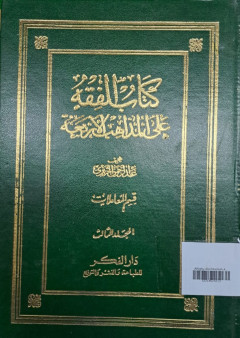 كتاب الفقه
على المذاهب الأربعة
تأليف
عبد الرحمن الجزيري
قسم المعاملات
المجلد الثالث
دار الفكر
للطباعة والنشر والتوزيع